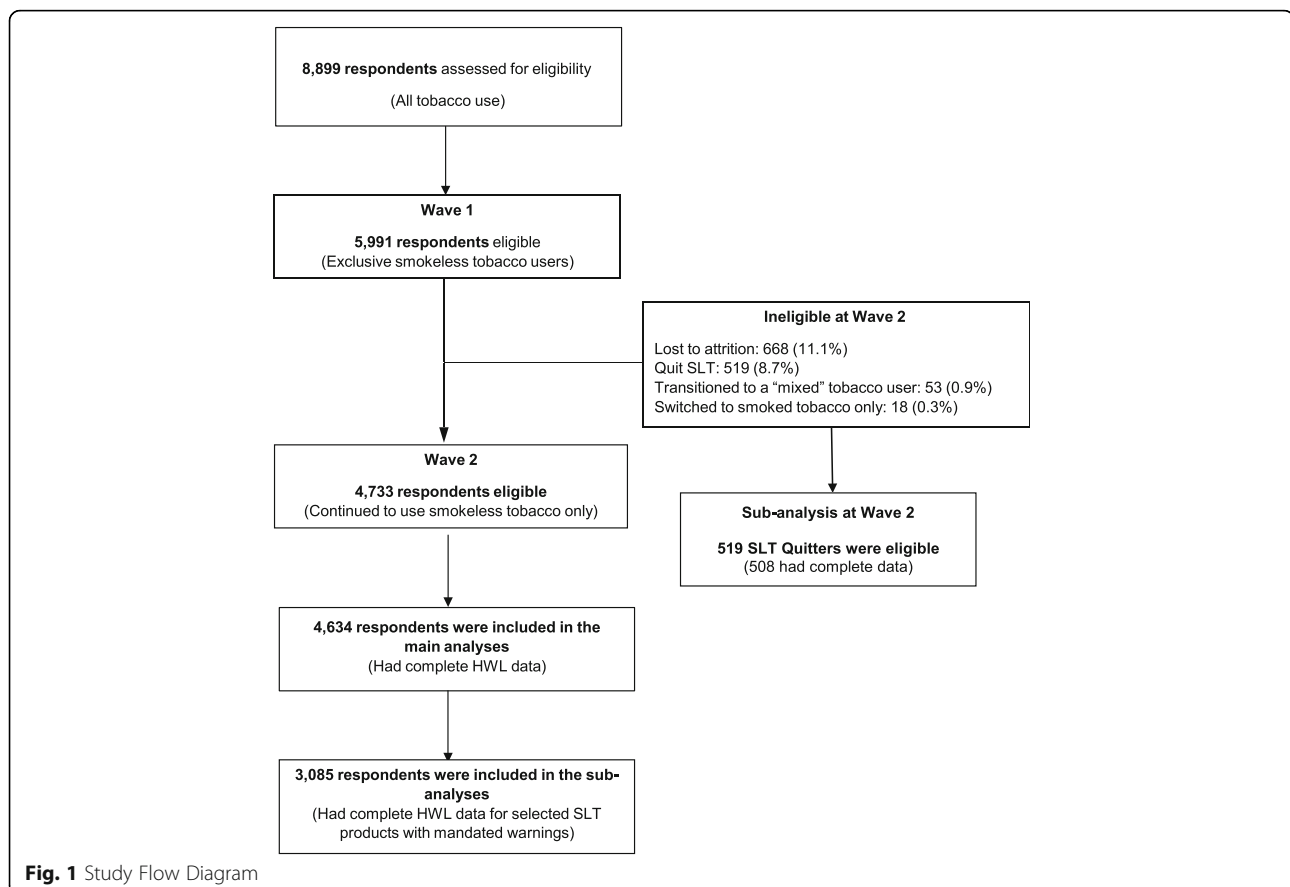 8,899 respondents assessed for eligibility
(All tobacco use)
Wave 1
5,991 respondents eligible
(Exclusive smokeless tobacco users)
Ineligible at Wave 2
Lost to attrition: 668 (11.1%)
Quit SLT: 519 (8.7%)
Transitioned to a “mixed” tobacco user: 53 (0.9%)
Switched to smoked tobacco only: 18 (0.3%)
Wave 2
4,733 respondents eligible
(Continued to use smokeless tobacco only)
Sub-analysis at Wave 2
519 SLT Quitters were eligible
(508 had complete data)
4,634 respondents were included in the
main analyses
(Had complete HWL data)
3,085 respondents were included in the sub-
analyses
(Had complete HWL data for selected SLT
products with mandated warnings)
Fig. 1 Study Flow Diagram